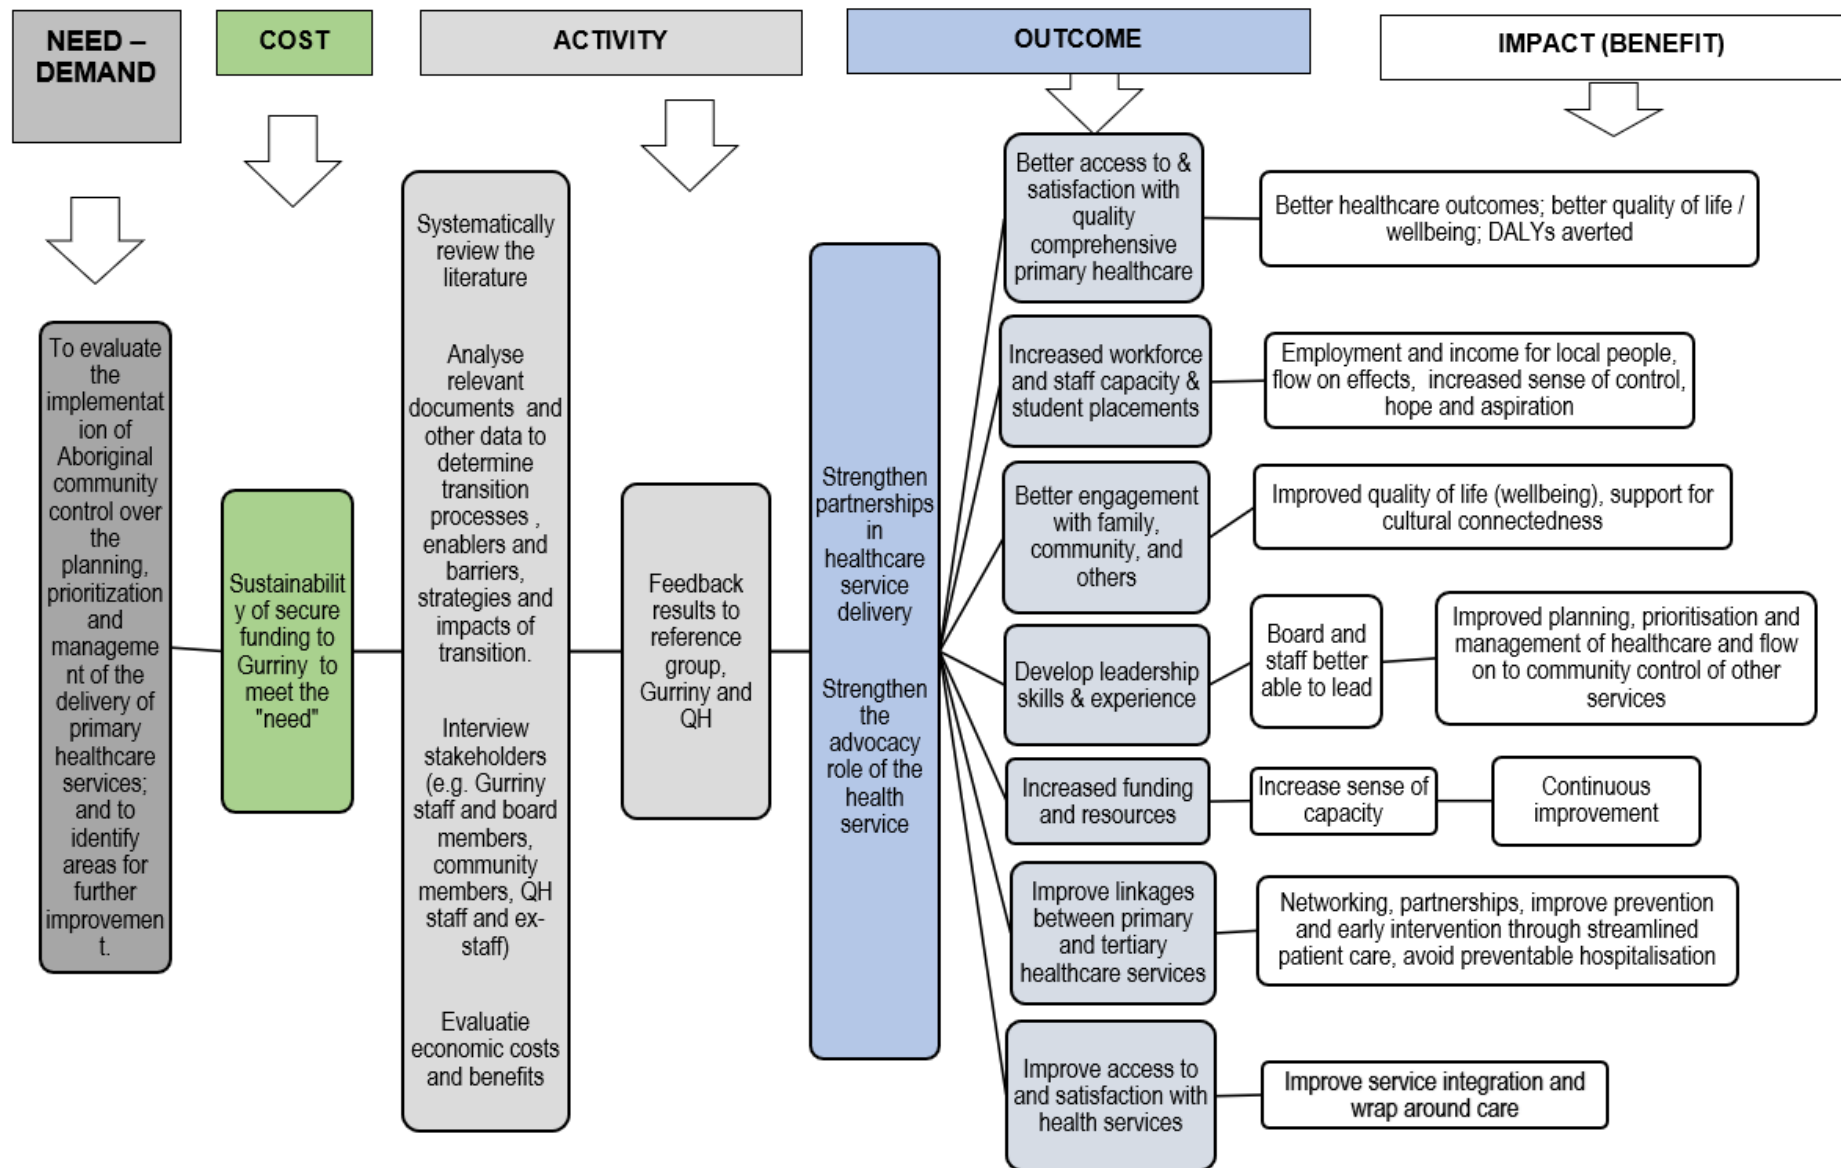 NEED –
DEMAND
COST
ACTIVITY
OUTCOME
IMPACT (BENEFIT)
To evaluate
the
implementat
ion of
Aboriginal
community
control over
the
planning,
prioritization
and
manageme
nt of the
delivery of
primary
healthcare
services;
and to
identify
areas for
further
improvemen
t.
Sustainabilit
y of secure
funding to
Gurriny to
meet the
"need"
Systematically
review the
literature
Analyse
relevant
documents and
other data to
determine
transition
processes ,
enablers and
barriers,
strategies and
impacts of
transition.
Interview
stakeholders
(e.g. Gurriny
staff and board
members,
community
members, QH
staff and ex-
staff)
Evaluatie
economic costs
and benefits
Feedback
results to
reference
group,
Gurriny and
QH
Strengthen
partnerships
in
healthcare
service
delivery
Strengthen
the
advocacy
role of the
health
service
Better access to &
satisfaction with
quality
comprehensive
primary healthcare
Better healthcare outcomes; better quality of life /
wellbeing; DALYs averted
Increased workforce
and staff capacity &
student placements
Employment and income for local people,
flow on effects, increased sense of control,
hope and aspiration
Better engagement
with family,
community, and
others
Improved quality of life (wellbeing), support for
cultural connectedness
Develop leadership
skills & experience
Board and
staff better
able to lead
Improved planning, prioritisation and
management of healthcare and flow
on to community control of other
services
Increased funding
and resources
Increase sense of
capacity
Continuous
improvement
Improve linkages
between primary
and tertiary
healthcare services
Networking, partnerships, improve prevention
and early intervention through streamlined
patient care, avoid preventable hospitalisation
Improve access to
and satisfaction with
health services
Improve service integration and
wrap around care